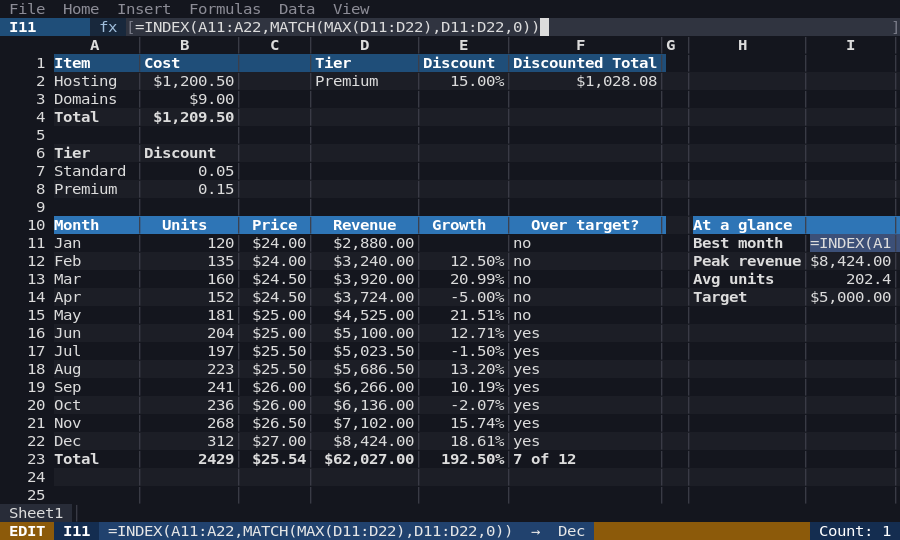 File Home Insert Formulas Data View
I11 fx [=INDEX(A11:A22,MATCH(MAX(D11:D22),D11:D22,0)) ]
A B C D E F G H I
1 Item Cost Tier Discount Discounted Total
2 Hosting $1,200.50 Premium 15.00% $1,028.08
3 Domains $9.00
4 Total $1,209.50
5
6 Tier Discount
7 Standard 0.05
8 Premium 0.15
9
10 Month Units Price Revenue Growth Over target? At a glance
11 Jan 120 $24.00 $2,880.00 no Best month =INDEX(A1
12 Feb 135 $24.00 $3,240.00 12.50% no Peak revenue $8,424.00
13 Mar 160 $24.50 $3,920.00 20.99% no Avg units 202.4
14 Apr 152 $24.50 $3,724.00 -5.00% no Target $5,000.00
15 May 181 $25.00 $4,525.00 21.51% no
16 Jun 204 $25.00 $5,100.00 12.71% yes
17 Jul 197 $25.50 $5,023.50 -1.50% yes
18 Aug 223 $25.50 $5,686.50 13.20% yes
19 Sep 241 $26.00 $6,266.00 10.19% yes
20 Oct 236 $26.00 $6,136.00 -2.07% yes
21 Nov 268 $26.50 $7,102.00 15.74% yes
22 Dec 312 $27.00 $8,424.00 18.61% yes
23 Total 2429 $25.54 $62,027.00 192.50% 7 of 12
24
25
Sheet1
EDIT I11 =INDEX(A11:A22,MATCH(MAX(D11:D22),D11:D22,0)) → Dec Count: 1